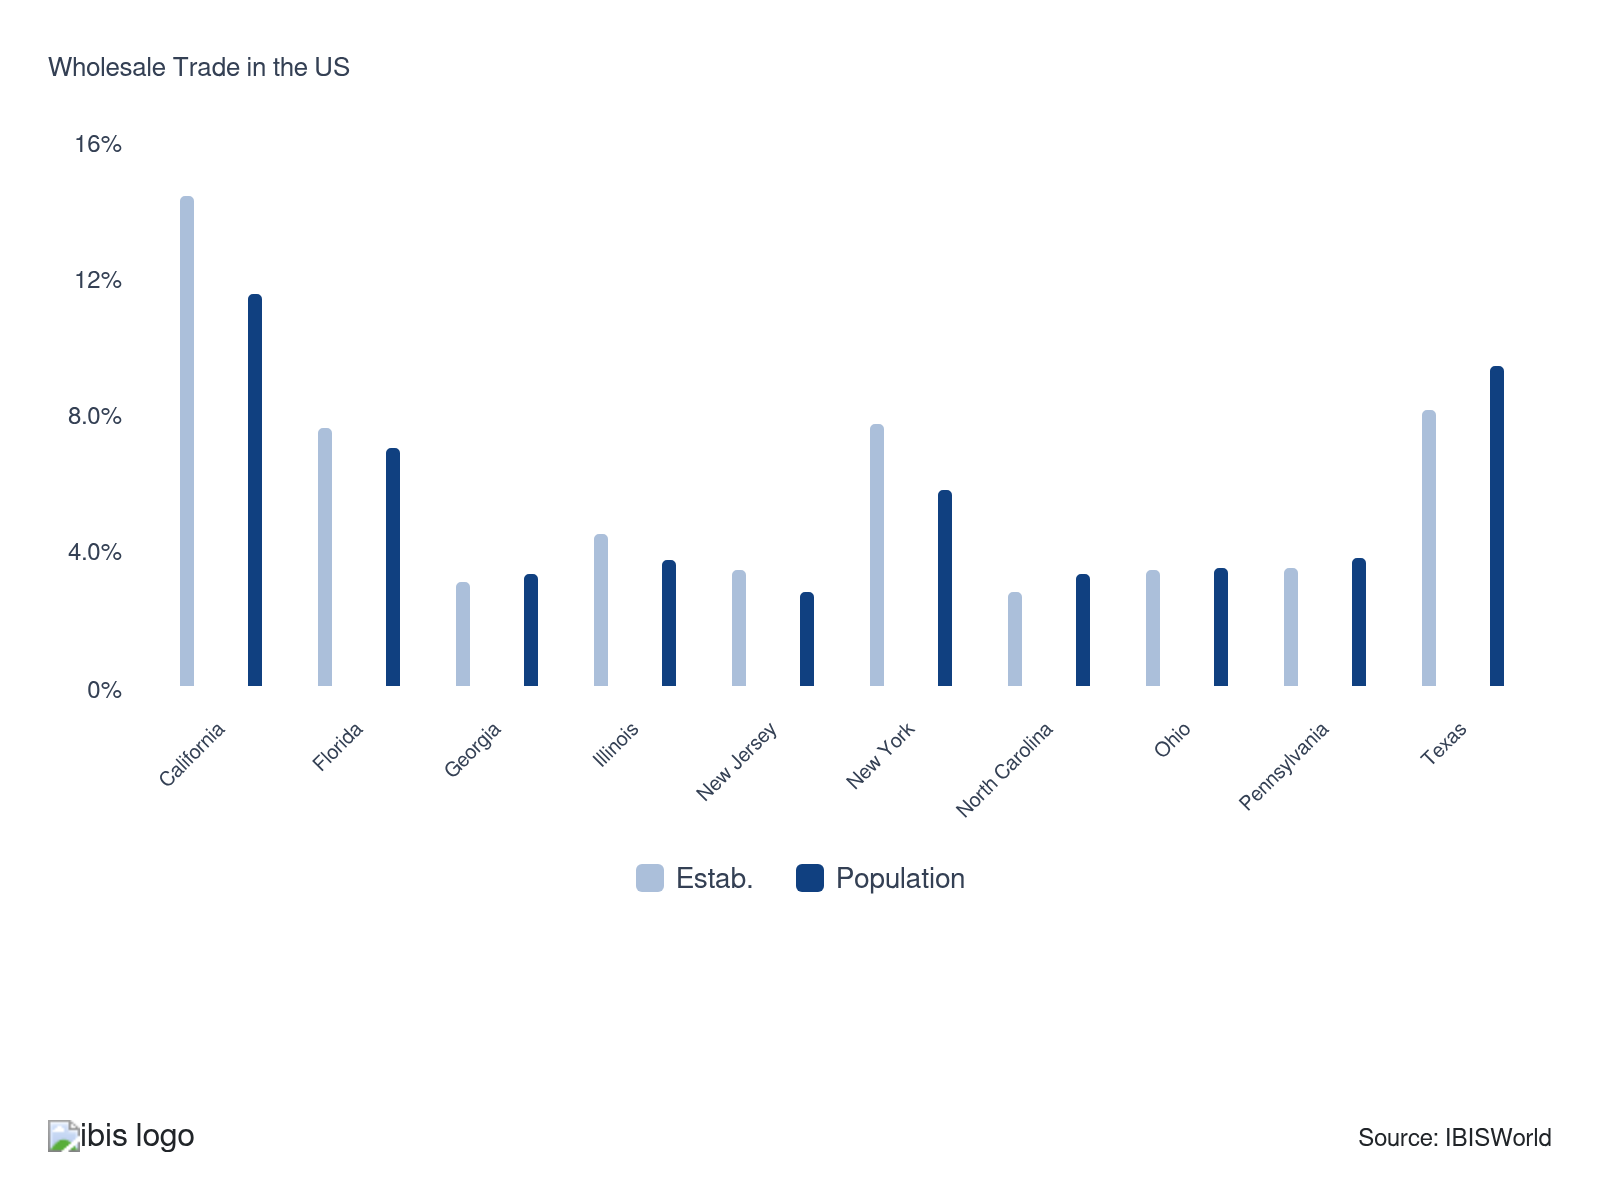 Wholesale Trade in the US
16%
12%
8.0%
4.0%
0%
California
Florida
Georgia
Illinois
New Jersey
New York
North Carolina
Ohio
Pennsylvania
Texas
Estab.
Population
ibis logo
Source: IBISWorld